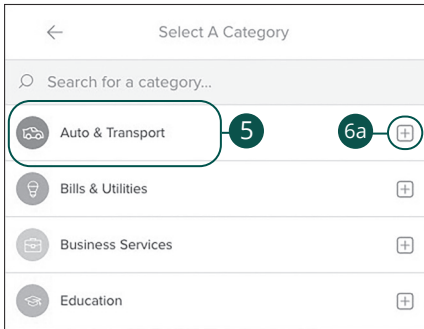 Select A Category
Search for a category...
Auto & Transport 5 6a
Bills & Utilities
Business Services
Education